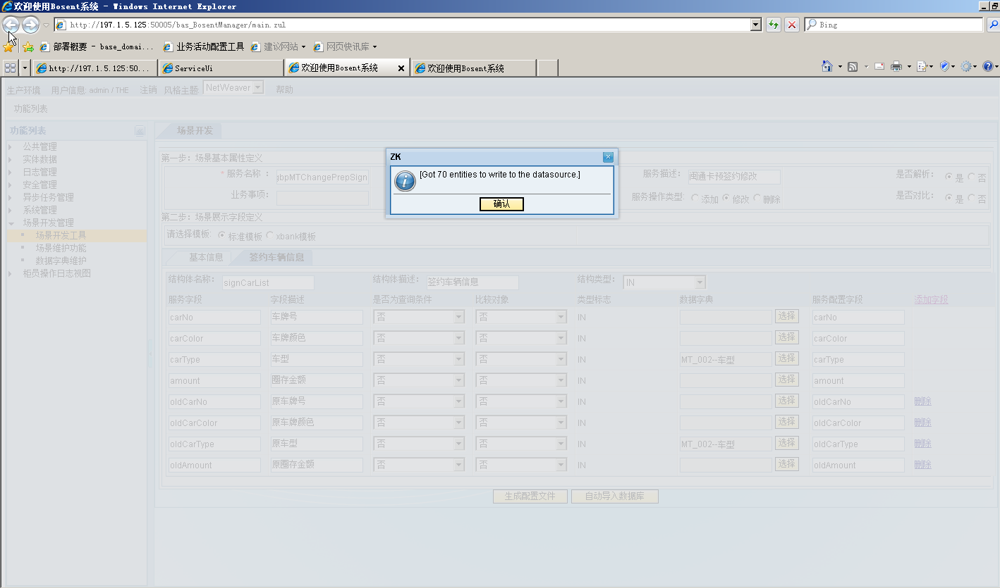 欢迎使用Bosent系统 - Windows Internet Explorer
http://197.1.5.125:50005/bas_BosentManager/main.zul
Bing
部署概要 - base_domai... 业务活动配置工具 建议网站 网页快讯库
http://197.1.5.125:50... ServiceUi 欢迎使用Bosent系统 欢迎使用Bosent系统
生产环境 用户信息: admin / THE 注销 风格主题 NetWeaver 帮助
功能列表
功能列表
公共管理
实体数据
日志管理
安全管理
异步任务管理
系统管理
场景开发管理
场景开发工具
场景维护功能
数据字典维护
柜员操作日志视图
场景开发
第一步：场景基本属性定义
* 服务名称 ： gbpMTChangePrepSign 服务描述： 闽通卡预签约修改 是否解析： 是 否
业务事项： 服务操作类型: 添加 修改 删除 是否对比： 是 否
ZK
[Got 70 entities to write to the datasource.]
确认
第二步：场景展示字段定义
请选择模板: 标准模板 xbank模板
基本信息 签约车辆信息
结构体名称: signCarList 结构体描述: 签约车辆信息 结构类型: IN
服务字段 字段描述 是否为查询条件 比较对象 类型标志 数据字典 服务配置字段 添加字段
carNo 车牌号 否 否 IN 选择 carNo
carColor 车牌颜色 否 否 IN 选择 carColor
carType 车型 否 否 IN MT_002--车型 选择 carType
amount 圈存金额 否 否 IN 选择 amount
oldCarNo 原车牌号 否 否 IN 选择 oldCarNo 删除
oldCarColor 原车牌颜色 否 否 IN 选择 oldCarColor 删除
oldCarType 原车型 否 否 IN MT_002--车型 选择 oldCarType 删除
oldAmount 原圈存金额 否 否 IN 选择 oldAmount 删除
生成配置文件 自动导入数据库